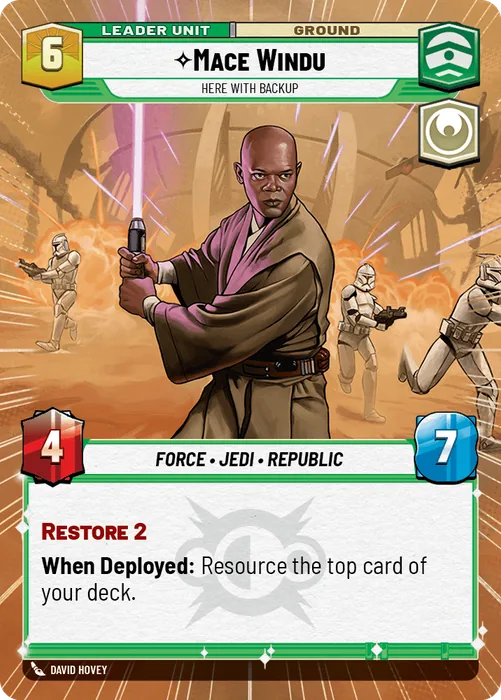 6
LEADER UNIT
GROUND
✧MACE WINDU
HERE WITH BACKUP
4
FORCE • JEDI • REPUBLIC
7
RESTORE 2
When Deployed: Resource the top card of
your deck.
DAVID HOVEY